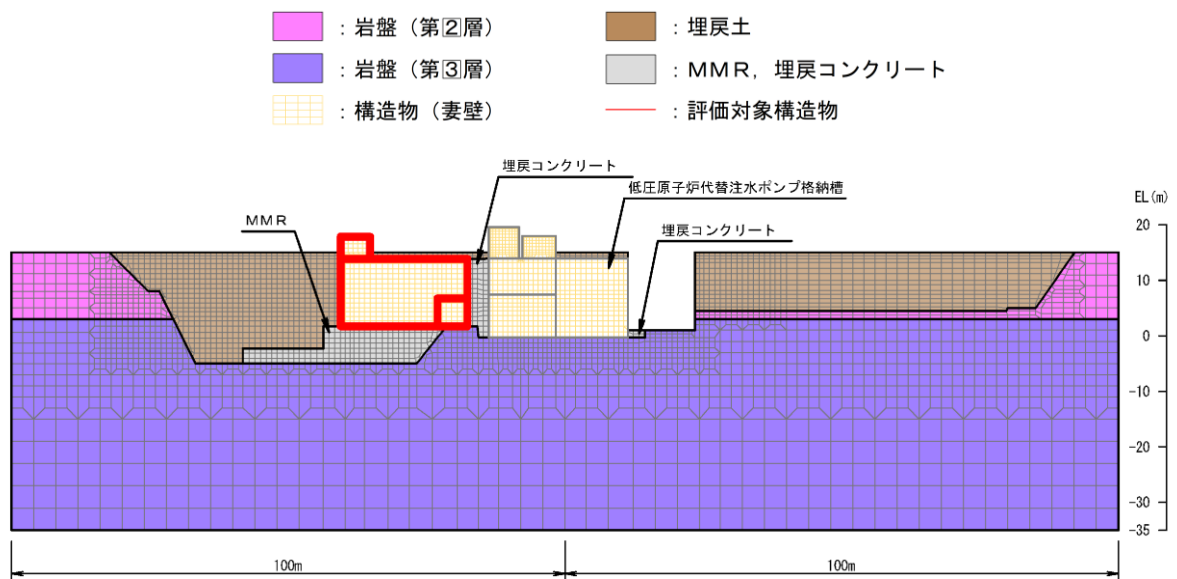 ：岩盤（第②層）
：埋戻土
：岩盤（第③層）
：ＭＭＲ，埋戻コンクリート
：構造物（妻壁）
：評価対象構造物
埋戻コンクリート
低圧原子炉代替注水ポンプ格納槽
EL(m)
ＭＭＲ
埋戻コンクリート
20
10
0
-10
-20
-30
-35
100m
100m